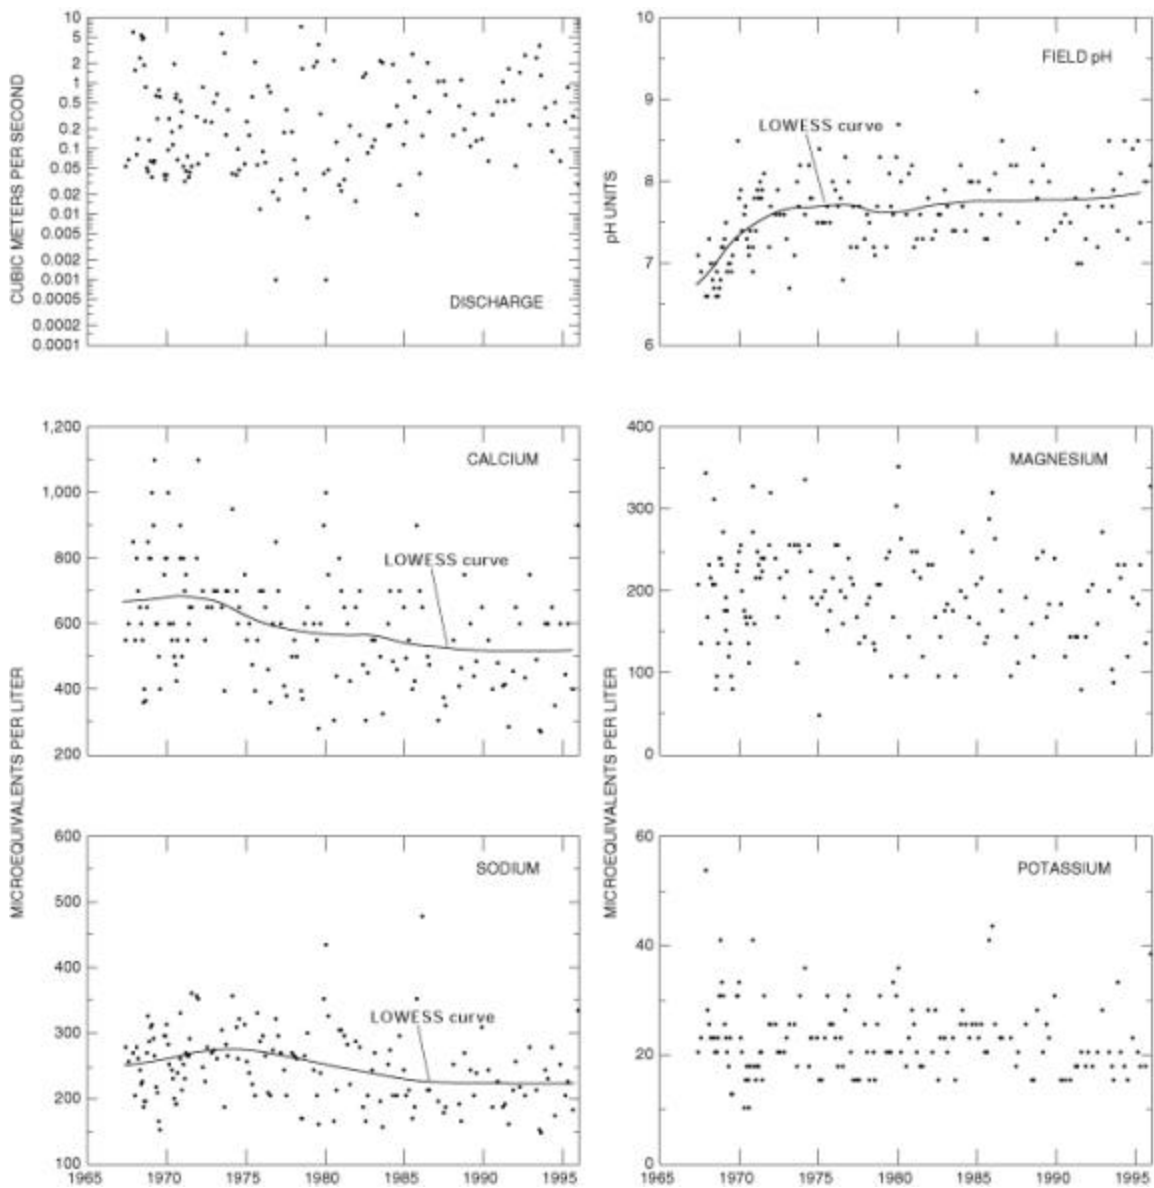 10
5
2
1
0.5
0.2
0.1
0.05
0.02
0.01
0.005
0.002
0.001
0.0005
0.0002
0.0001
CUBIC METERS PER SECOND
DISCHARGE
10
9
8
7
6
pH UNITS
FIELD pH
LOWESS curve
1,200
1,000
800
600
400
200
MICROEQUIVALENTS PER LITER
CALCIUM
LOWESS curve
400
300
200
100
0
MICROEQUIVALENTS PER LITER
MAGNESIUM
600
500
400
300
200
100
SODIUM
LOWESS curve
1965 1970 1975 1980 1985 1990 1995
60
40
20
0
POTASSIUM
1965 1970 1975 1980 1985 1990 1995